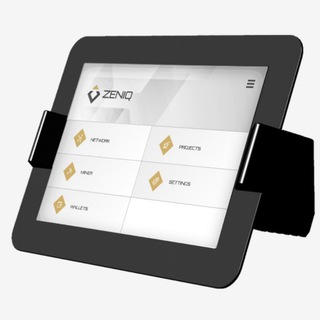 ZENIQ
NETWORK
PROJECTS
MINER
SETTINGS
WALLETS